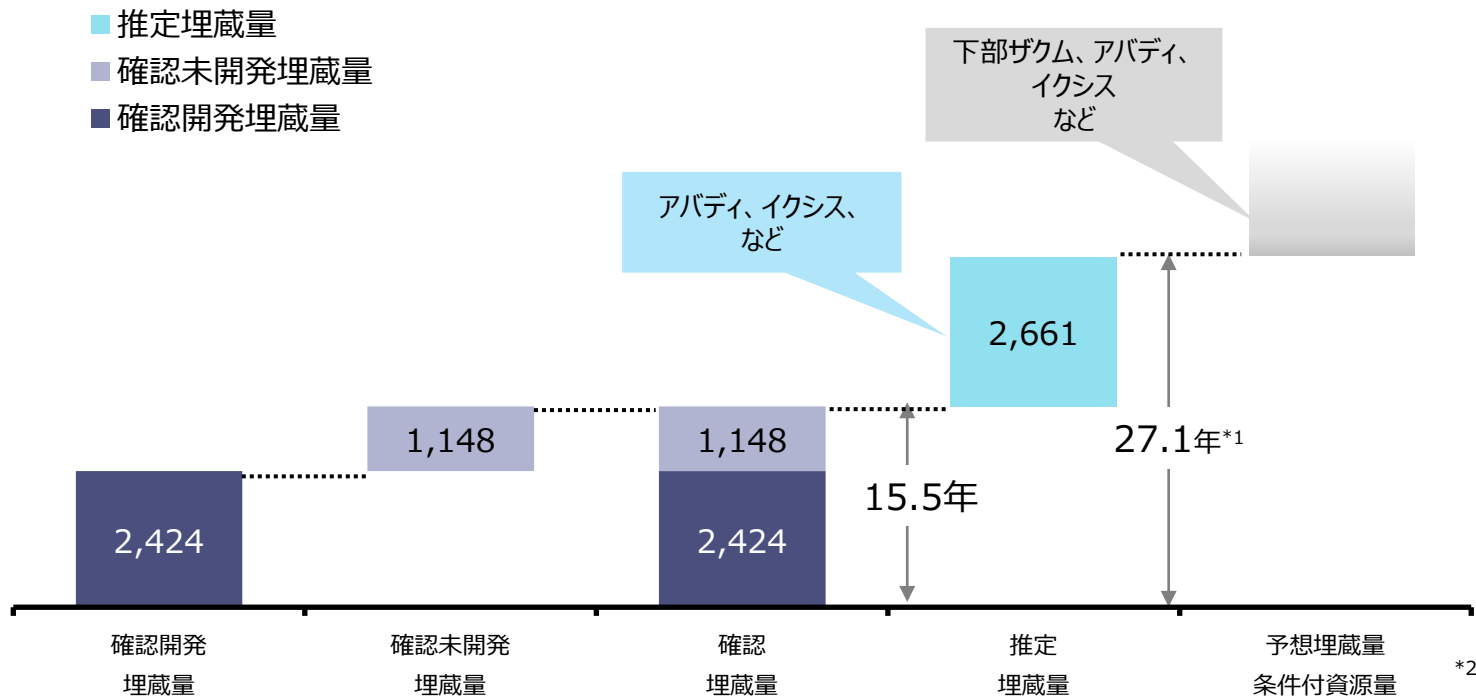 推定埋蔵量
確認未開発埋蔵量
確認開発埋蔵量
下部ザクム、アバディ、
イクシス
など
アバディ、イクシス、
など
2,661
1,148
1,148
27.1年*1
15.5年
2,424
2,424
確認開発
埋蔵量
確認未開発
埋蔵量
確認
埋蔵量
推定
埋蔵量
予想埋蔵量
条件付資源量 *2